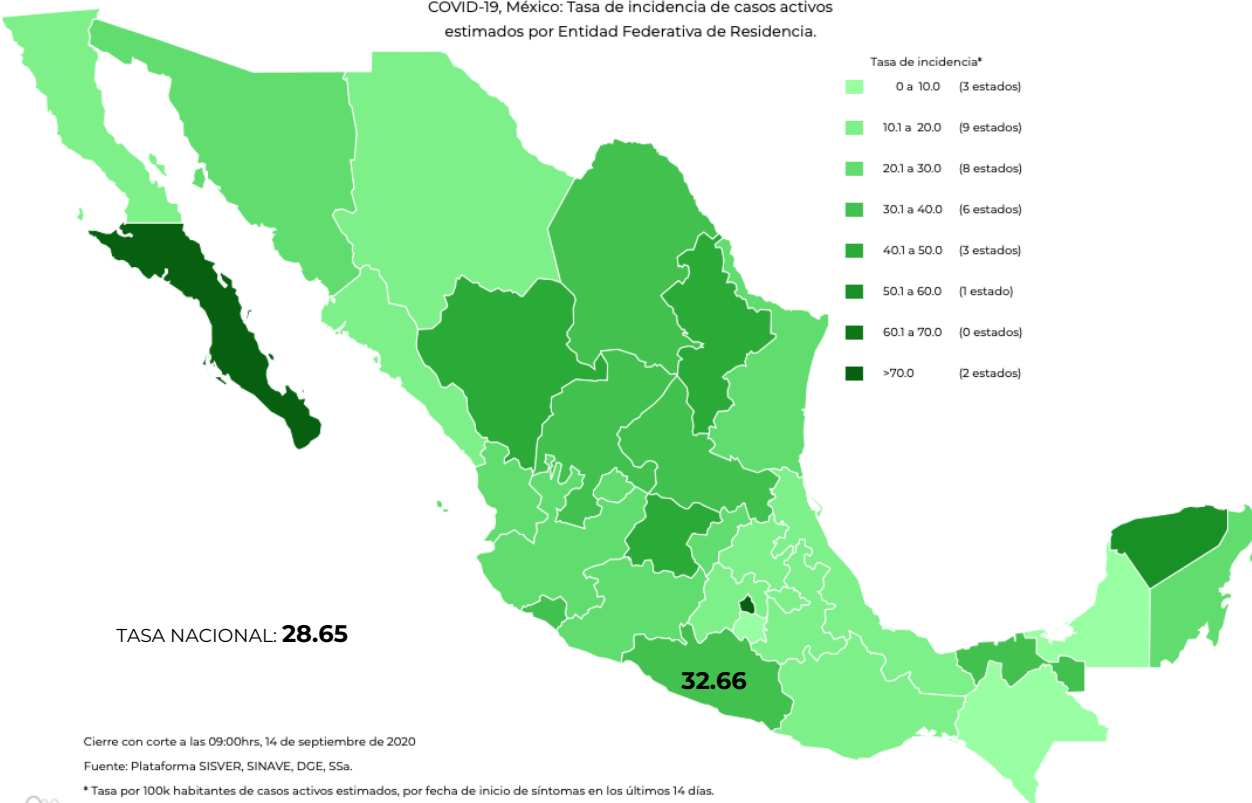 COVID-19, México: Tasa de incidencia de casos activos
estimados por Entidad Federativa de Residencia.
Tasa de incidencia*
0 a 10.0 (3 estados)
10.1 a 20.0 (9 estados)
20.1 a 30.0 (8 estados)
30.1 a 40.0 (6 estados)
40.1 a 50.0 (3 estados)
50.1 a 60.0 (1 estado)
60.1 a 70.0 (0 estados)
>70.0 (2 estados)
TASA NACIONAL: 28.65
32.66
Cierre con corte a las 09:00hrs, 14 de septiembre de 2020
Fuente: Plataforma SISVER, SINAVE, DGE, SSa.
* Tasa por 100k habitantes de casos activos estimados, por fecha de inicio de síntomas en los últimos 14 días.